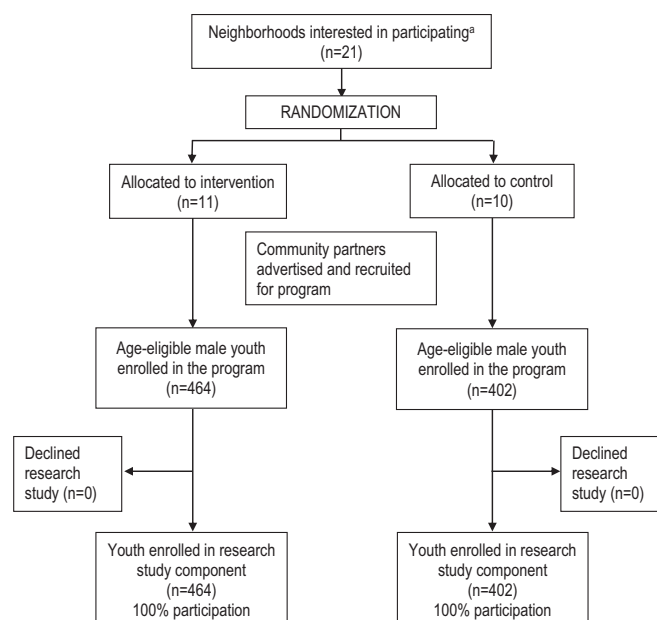 Neighborhoods interested in participatingª
(n=21)
RANDOMIZATION
Allocated to intervention
(n=11)
Allocated to control
(n=10)
Community partners
advertised and recruited
for program
Age-eligible male youth
enrolled in the program
(n=464)
Age-eligible male youth
enrolled in the program
(n=402)
Declined
research
study (n=0)
Declined
research
study (n=0)
Youth enrolled in research
study component
(n=464)
100% participation
Youth enrolled in research
study component
(n=402)
100% participation